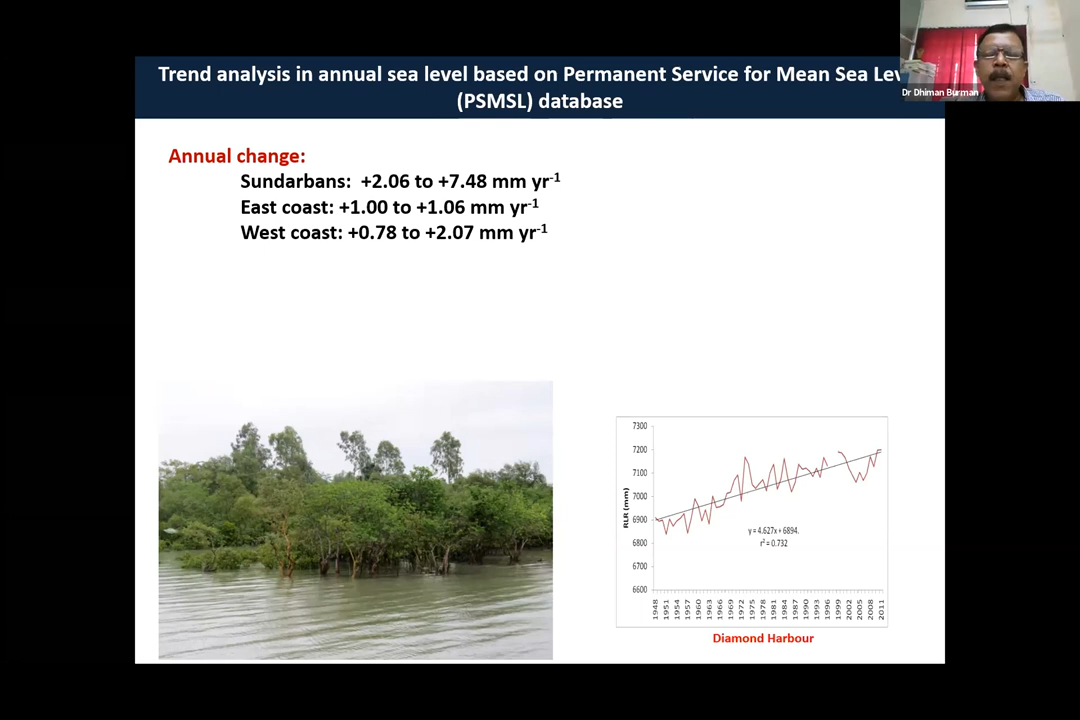 Trend analysis in annual sea level based on Permanent Service for Mean Sea
(PSMSL) database
Dr Dhiman Burman
Annual change:
Sundarbans: +2.06 to +7.48 mm yr-1
East coast: +1.00 to +1.06 mm yr-1
West coast: +0.78 to +2.07 mm yr-1
7300
7200
7100
7000
6900
6800
6700
6600
RLR (mm)
y = 4.627x + 6894.
r² = 0.732
1948
1951
1954
1957
1960
1963
1966
1969
1972
1975
1978
1981
1984
1987
1990
1993
1996
1999
2002
2005
2008
2011
Diamond Harbour